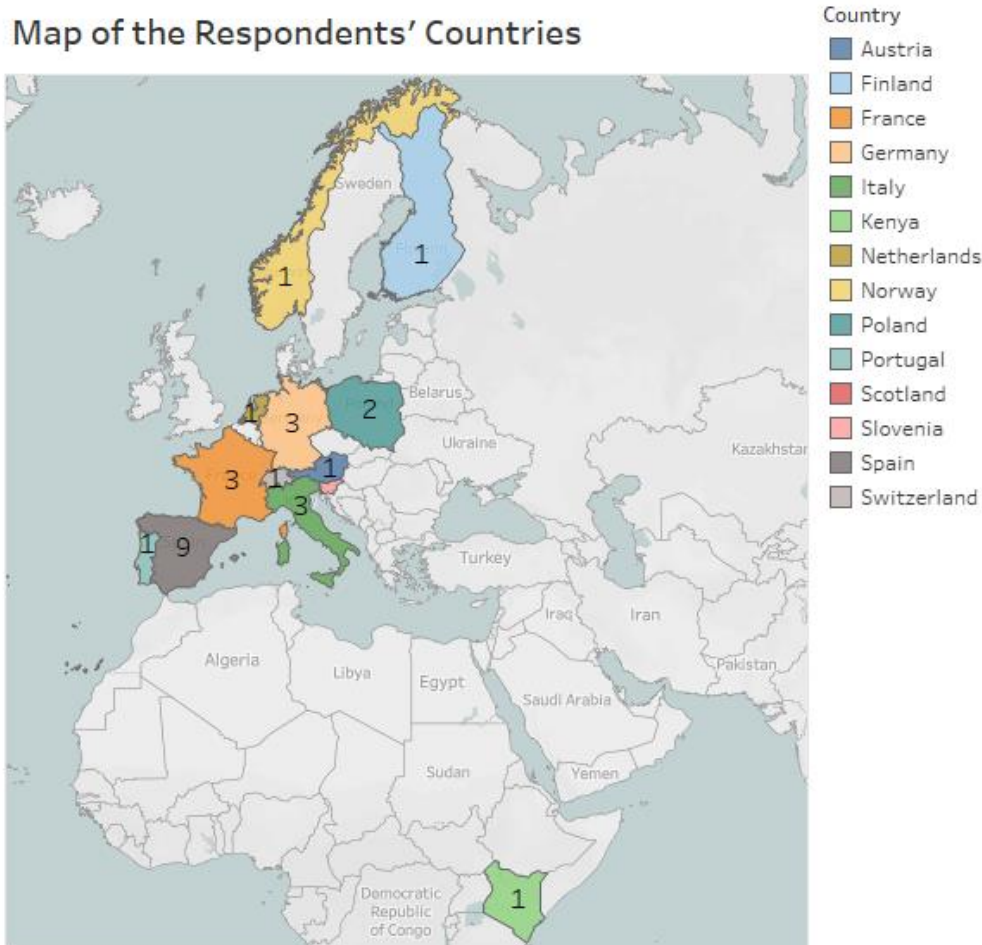 Map of the Respondents' Countries
Country
Austria
Finland
France
Germany
Italy
Kenya
Netherlands
Norway
Poland
Portugal
Scotland
Slovenia
Spain
Switzerland
Sweden
1
1
Belarus
1
3
2
Ukraine
Kazakhstan
3
1
1
3
1
9
Turkey
Iraq
Iran
Algeria
Libya
Egypt
Pakistan
Saudi Arabia
Sudan
Yemen
1
Democratic
Republic
of Congo